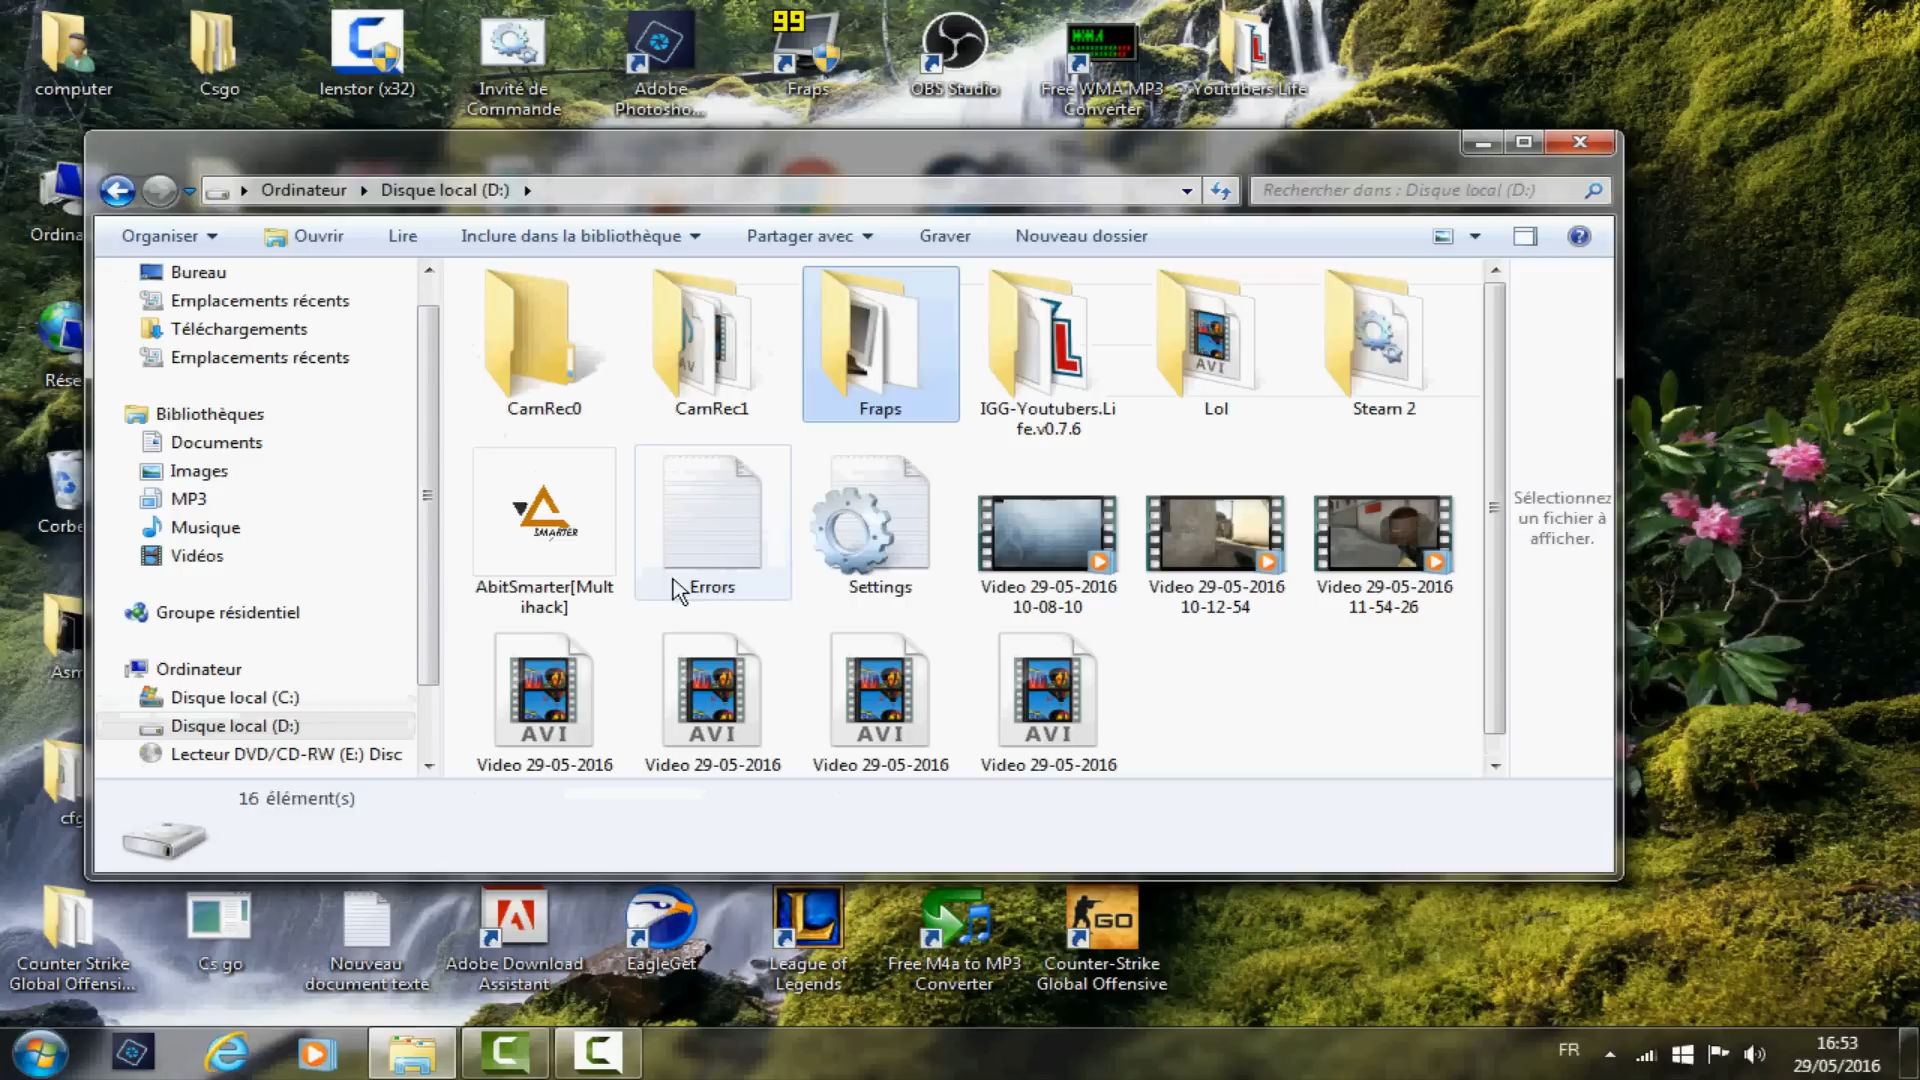 99
computer
Csgo
lenstor (x32)
Invité de
Commande
Adobe
Photosho...
Fraps
OBS Studio
Free WMA MP3
Converter
Youtubers Life
Ordinateur
Disque local (D:)
Rechercher dans : Disque local (D:)
Organiser
Ouvrir
Lire
Inclure dans la bibliothèque
Partager avec
Graver
Nouveau dossier
Ordina
Rése
Corbe
Asm
cfg
Bureau
Emplacements récents
Téléchargements
Emplacements récents
Bibliothèques
Documents
Images
MP3
Musique
Vidéos
Groupe résidentiel
Ordinateur
Disque local (C:)
Disque local (D:)
Lecteur DVD/CD-RW (E:) Disc
CamRec0
CamRec1
Fraps
IGG-Youtubers.Li
fe.v0.7.6
Lol
Steam 2
SMARTER
AbitSmarter[Mult
ihack]
Errors
Settings
Video 29-05-2016
10-08-10
Video 29-05-2016
10-12-54
Video 29-05-2016
11-54-26
AVI
AVI
AVI
AVI
AVI
AVI
Video 29-05-2016
Video 29-05-2016
Video 29-05-2016
Video 29-05-2016
Sélectionnez
un fichier à
afficher.
16 élément(s)
Counter Strike
Global Offensi...
Cs go
Nouveau
document texte
Adobe Download
Assistant
EagleGet
League of
Legends
Free M4a to MP3
Converter
GO
Counter-Strike
Global Offensive
FR
16:53
29/05/2016